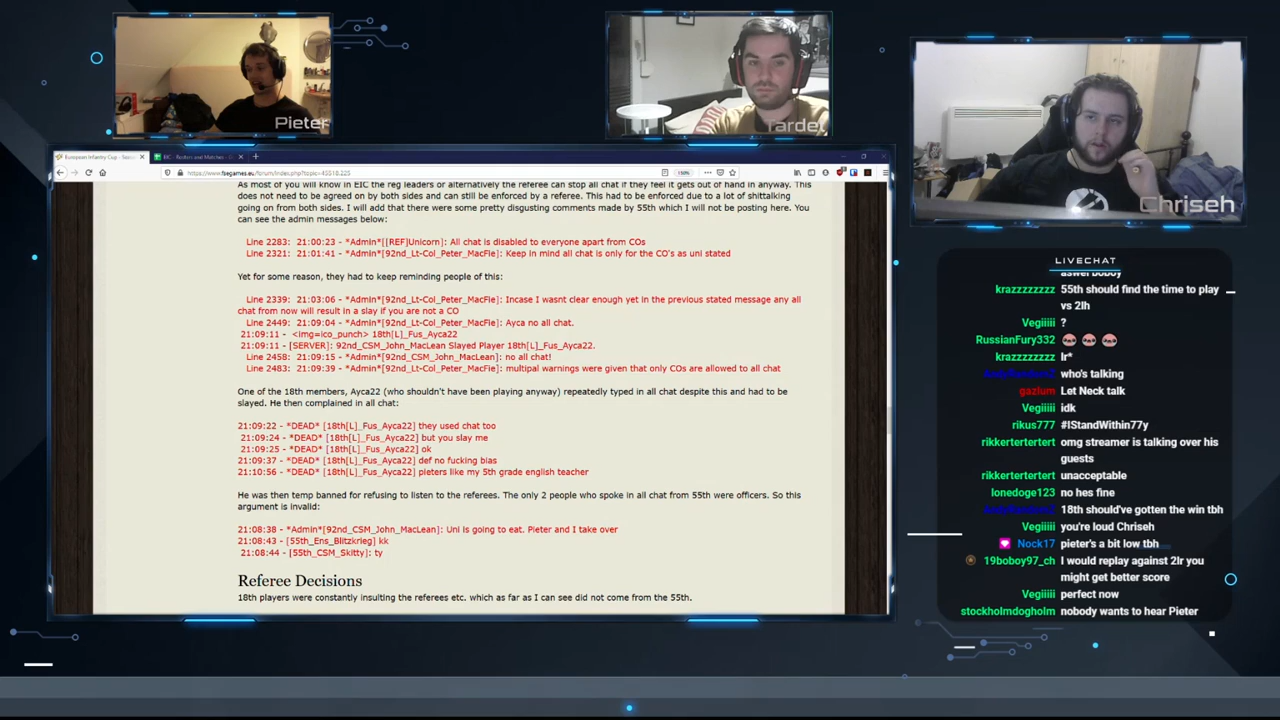 Pieter
Tardet
Chriseh
European Infantry Cup - Seaso
EIC - Rosters and Matches - G
https://www.fsegames.eu/forum/index.php?topic=45518.225
As most of you will know in EIC the reg leaders or alternatively the referee can stop all chat if they feel it gets out of hand in anyway. This
does not need to be agreed on by both sides and can still be enforced by a referee. This had to be enforced due to a lot of shittalking
going on from both sides. I will add that there were some pretty disgusting comments made by 55th which I will not be posting here. You
can see the admin messages below:
Line 2283: 21:00:23 - *Admin*[[REF]Unicorn]: All chat is disabled to everyone apart from COs
Line 2321: 21:01:41 - *Admin*[92nd_Lt-Col_Peter_MacFie]: Keep in mind all chat is only for the CO's as uni stated
Yet for some reason, they had to keep reminding people of this:
Line 2339: 21:03:06 - *Admin*[92nd_Lt-Col_Peter_MacFie]: Incase I wasnt clear enough yet in the previous stated message any all
chat from now will result in a slay if you are not a CO
Line 2449: 21:09:04 - *Admin*[92nd_Lt-Col_Peter_MacFie]: Ayca no all chat.
21:09:11 - <img=ico_punch> 18th[L]_Fus_Ayca22
21:09:11 - [SERVER]: 92nd_CSM_John_MacLean Slayed Player 18th[L]_Fus_Ayca22.
Line 2458: 21:09:15 - *Admin*[92nd_CSM_John_MacLean]: no all chat!
Line 2483: 21:09:39 - *Admin*[92nd_Lt-Col_Peter_MacFie]: multipal warnings were given that only COs are allowed to all chat
One of the 18th members, Ayca22 (who shouldn't have been playing anyway) repeatedly typed in all chat despite this and had to be
slayed. He then complained in all chat:
21:09:22 - *DEAD* [18th[L]_Fus_Ayca22] they used chat too
21:09:24 - *DEAD* [18th[L]_Fus_Ayca22] but you slay me
21:09:25 - *DEAD* [18th[L]_Fus_Ayca22] ok
21:09:37 - *DEAD* [18th[L]_Fus_Ayca22] def no fucking bias
21:10:56 - *DEAD* [18th[L]_Fus_Ayca22] pieters like my 5th grade english teacher
He was then temp banned for refusing to listen to the referees. The only 2 people who spoke in all chat from 55th were officers. So this
argument is invalid:
21:08:38 - *Admin*[92nd_CSM_John_MacLean]: Uni is going to eat. Pieter and I take over
21:08:43 - [55th_Ens_Blitzkrieg] kk
21:08:44 - [55th_CSM_Skitty]: ty
Referee Decisions
18th players were constantly insulting the referees etc. which as far as I can see did not come from the 55th.
LIVECHAT
aswel boboy
krazzzzzzzz 55th should find the time to play
vs 2lh
Vegiiiii ?
RussianFury332
krazzzzzzzz lr*
who's talking
gazlum Let Neck talk
Vegiiiii idk
rikus777 #IStandWithin77y
rikkertertertert omg streamer is talking over his
guests
rikkertertertert unacceptable
lonedoge123 no hes fine
18th should've gotten the win tbh
Vegiiiii you're loud Chriseh
Nock17 pieter's a bit low tbh
19boboy97_ch I would replay against 2lr you
might get better score
Vegiiiii perfect now
stockholmdogholm nobody wants to hear Pieter